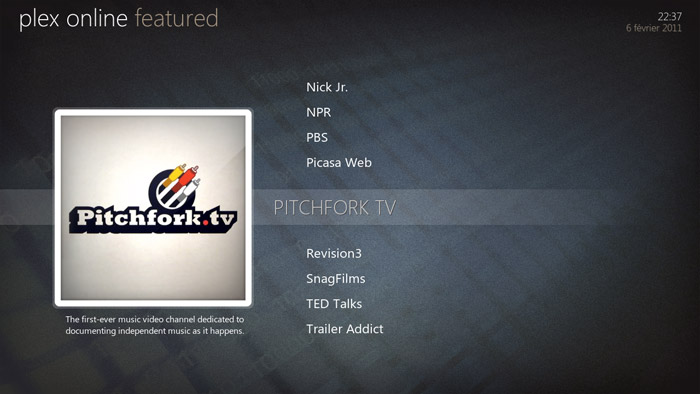 plex online featured
22:37
6 février 2011
Nick Jr.
NPR
PBS
Picasa Web
PITCHFORK TV
Pitchfork.tv
Revision3
SnagFilms
TED Talks
Trailer Addict
The first-ever music video channel dedicated to
documenting independent music as it happens.